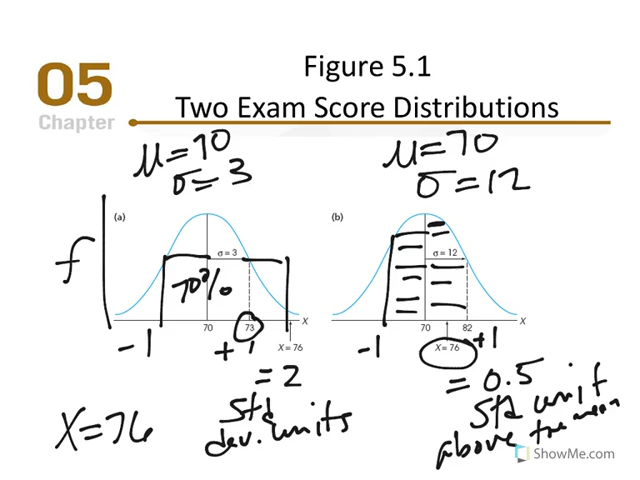 05
Chapter
Figure 5.1
Two Exam Score Distributions
μ=70
σ=3
μ=70
σ=12
(a)
f
σ = 3
70%
70
73
X
X = 76
-1
+1
(b)
σ = 12
70
82
X
X = 76
-1
+1
X=76
=2
Std
dev. units
=0.5
Std unit
above the mean
ShowMe.com